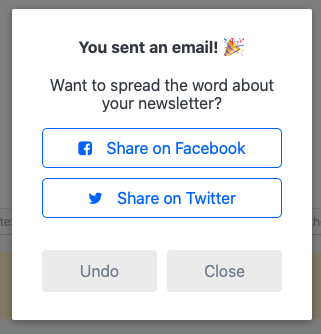 You sent an email! 🎉
Want to spread the word about
your newsletter?
Share on Facebook
Share on Twitter
Undo
Close